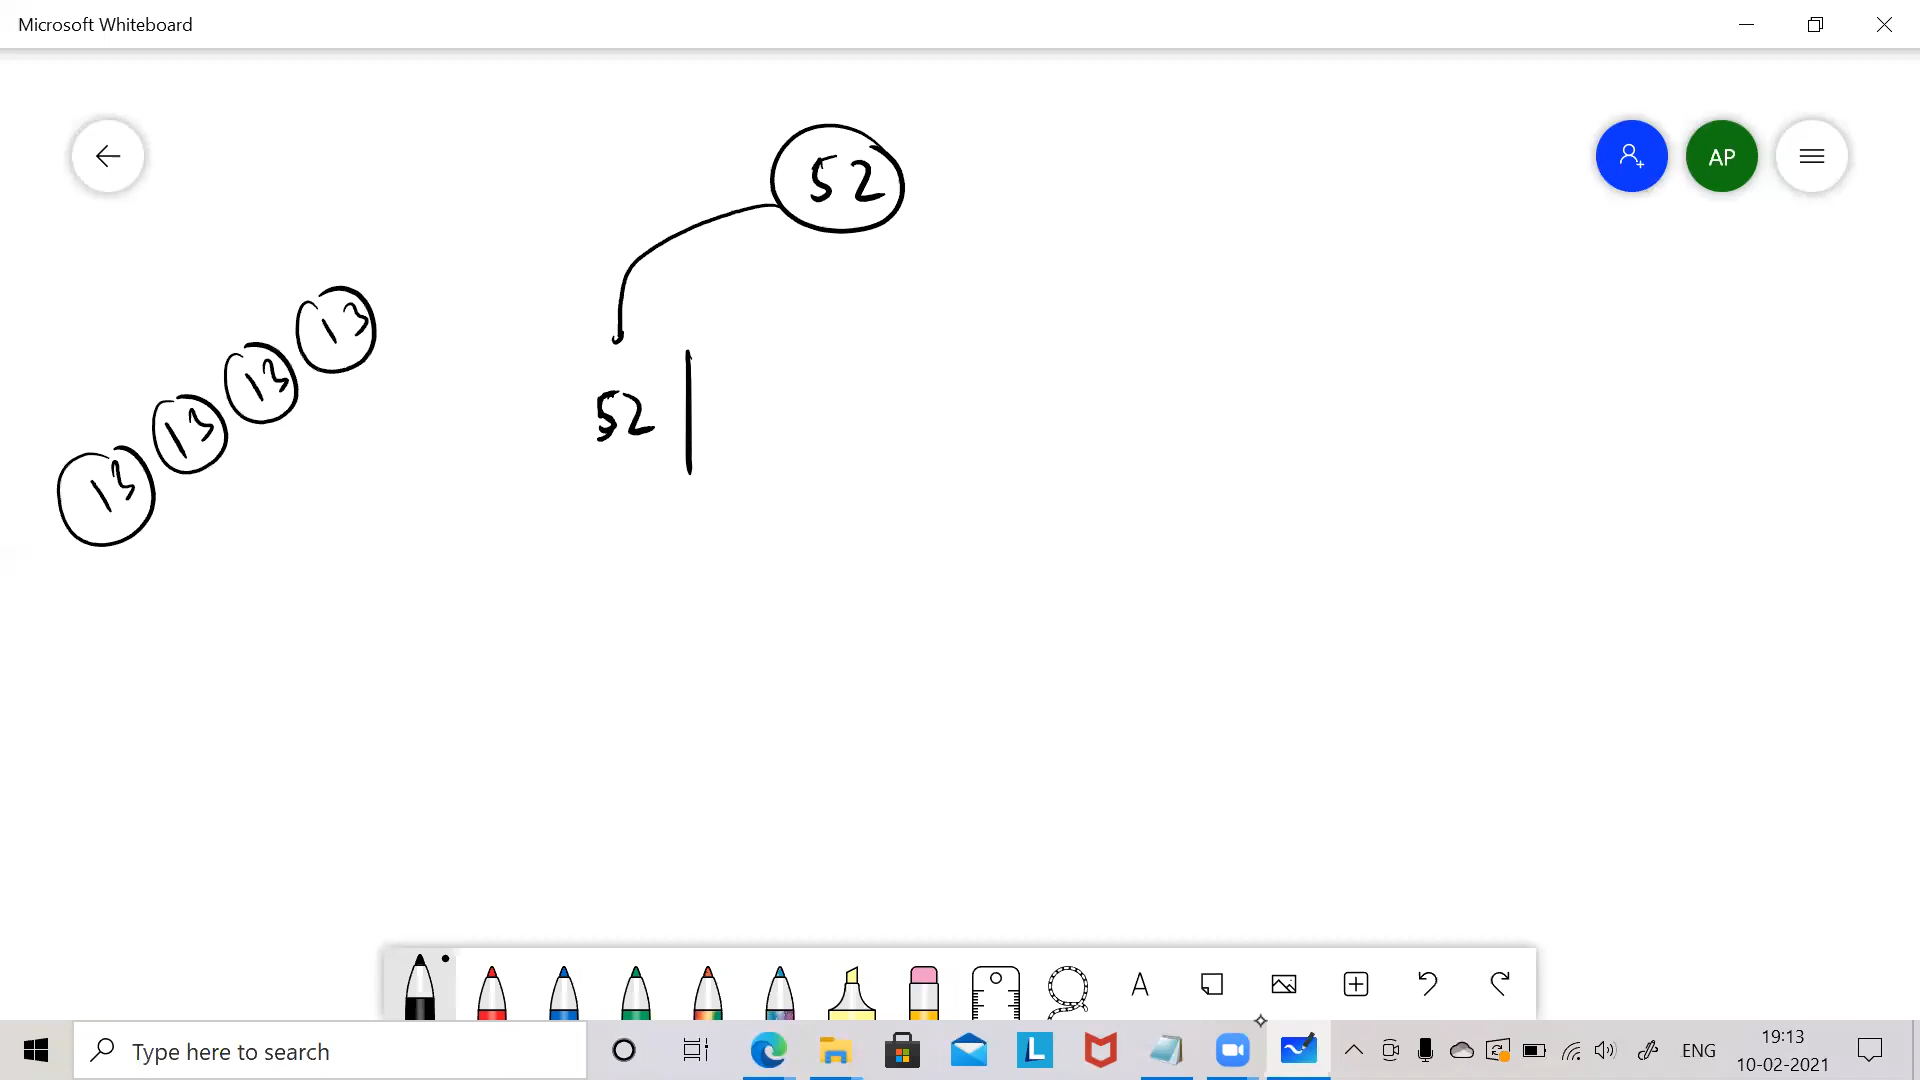 Microsoft Whiteboard
52
AP
13
13
13
13
52
A
L
Type here to search
ENG
19:13
10-02-2021